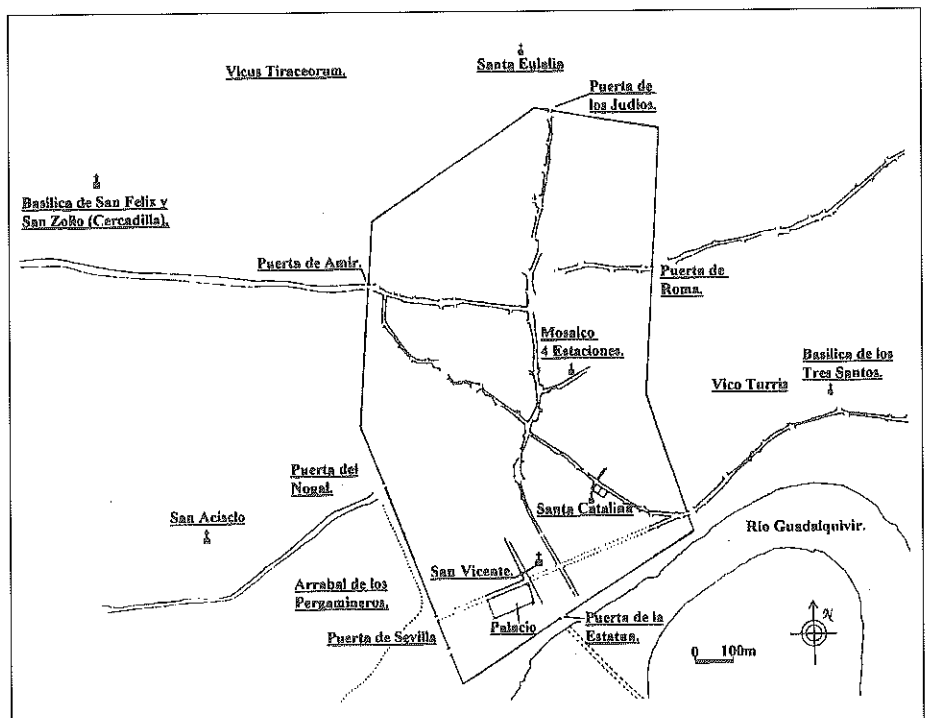 Vicus Tiraceorum.
Santa Eulalia
Puerta de
los Judios.
Basilica de San Felix y
San Zoilo (Cercadilla).
Puerta de Amir.
Puerta de
Roma.
Mosaico
4 Estaciones.
Basilica de los
Tres Santos.
Vico Turris
Puerta del
Nogal.
San Acisclo
Santa Catalina
Río Guadalquivir.
San Vicente.
Arrabal de los
Pergamineros.
Palacio
Puerta de la
Estatua.
Puerta de Sevilla
N
0 100m